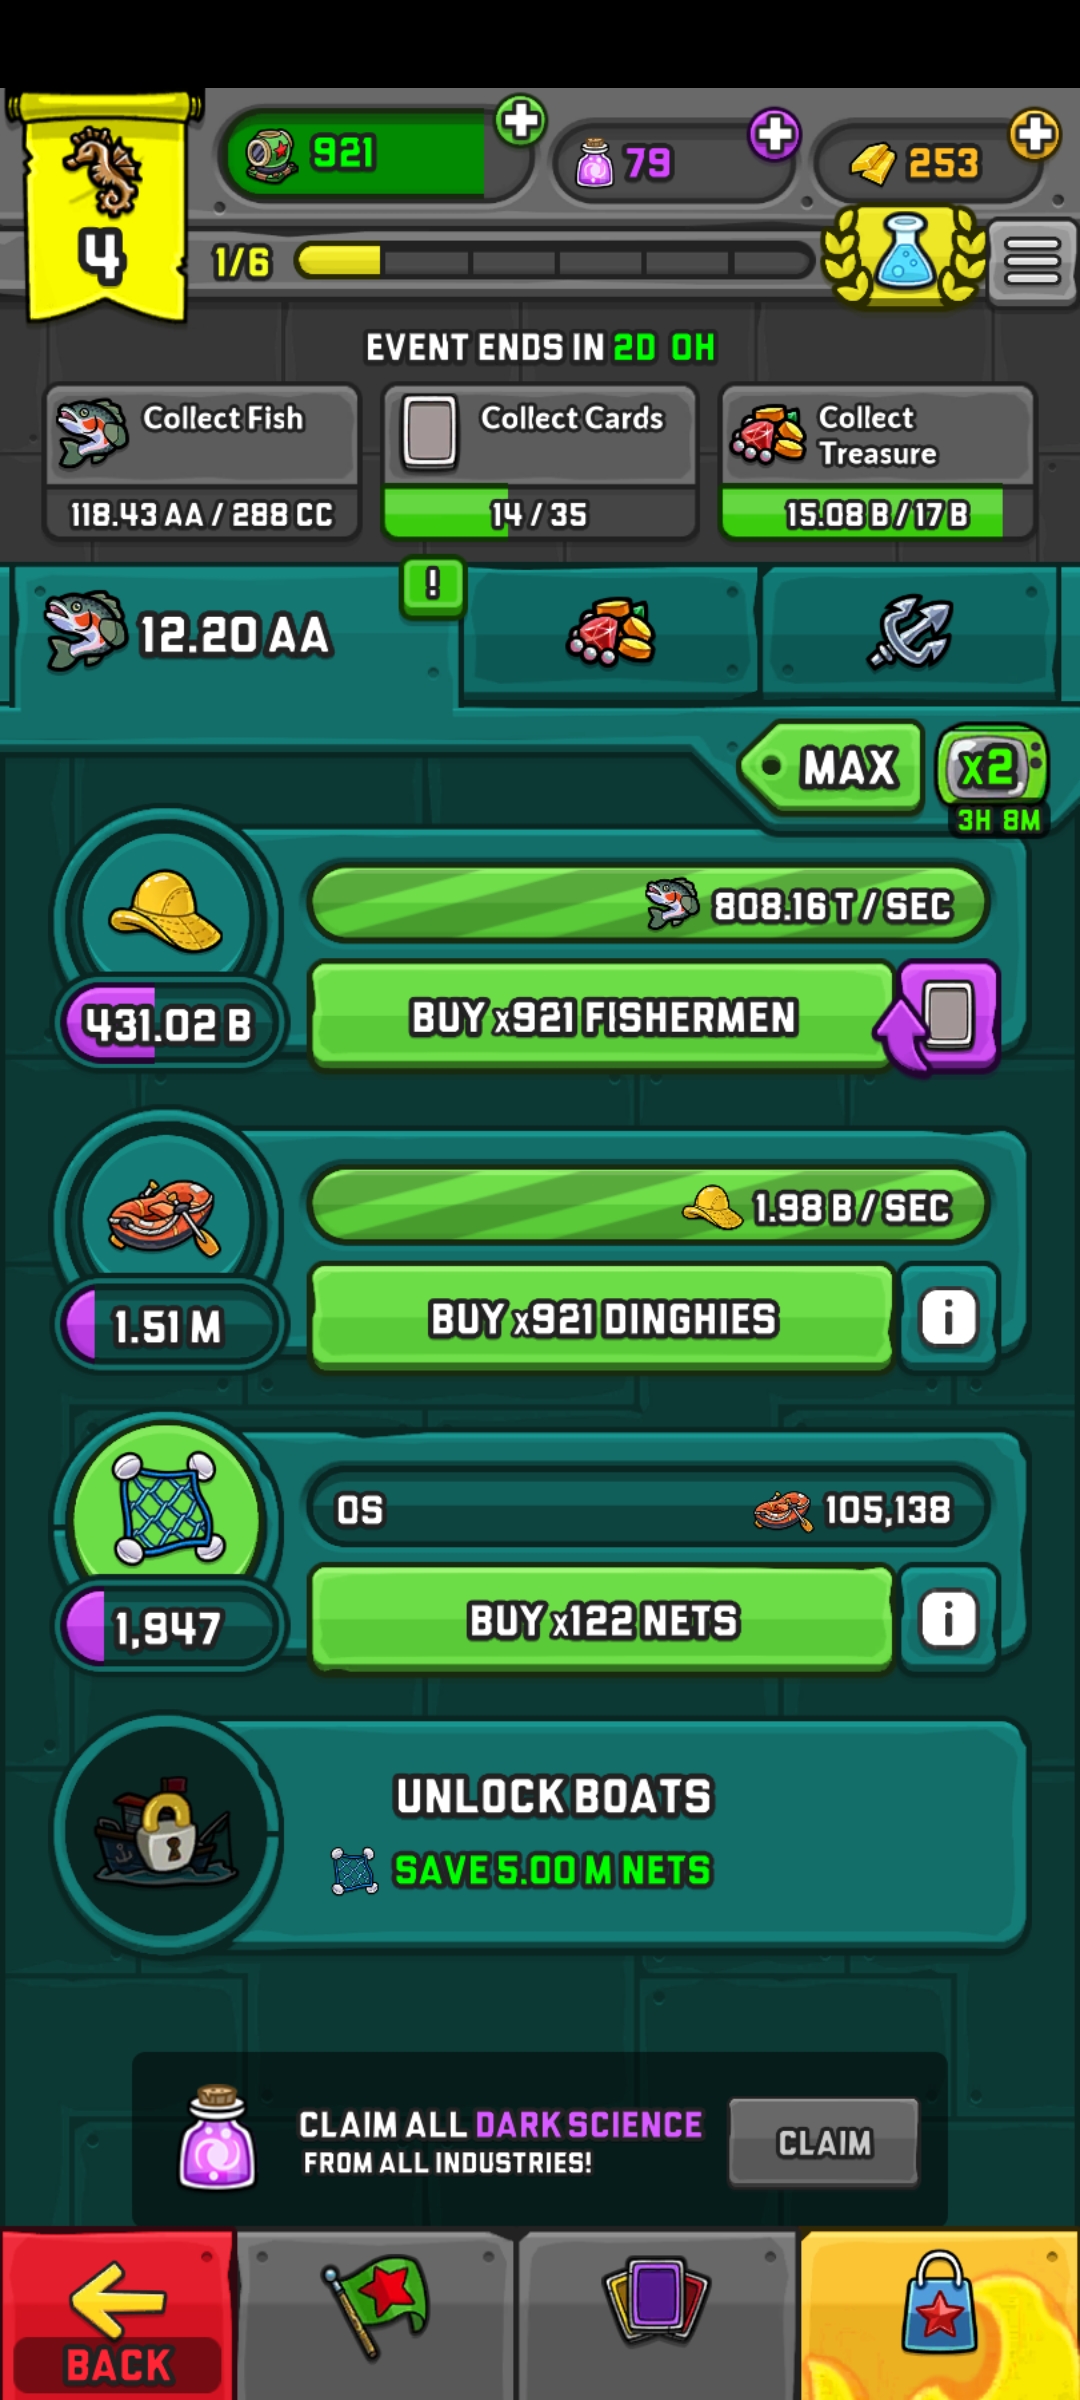 921
79
253
4
1/6
EVENT ENDS IN 2D 0H
Collect Fish
118.43 AA / 288 CC
Collect Cards
14 / 35
Collect
Treasure
15.08 B / 17 B
12.20 AA
!
MAX
x2
3H 8M
808.16 T / SEC
431.02 B
BUY x921 FISHERMEN
1.98 B / SEC
1.51 M
BUY x921 DINGHIES
i
0S
105,138
1,947
BUY x122 NETS
i
UNLOCK BOATS
SAVE 5.00 M NETS
CLAIM ALL DARK SCIENCE
FROM ALL INDUSTRIES!
CLAIM
BACK